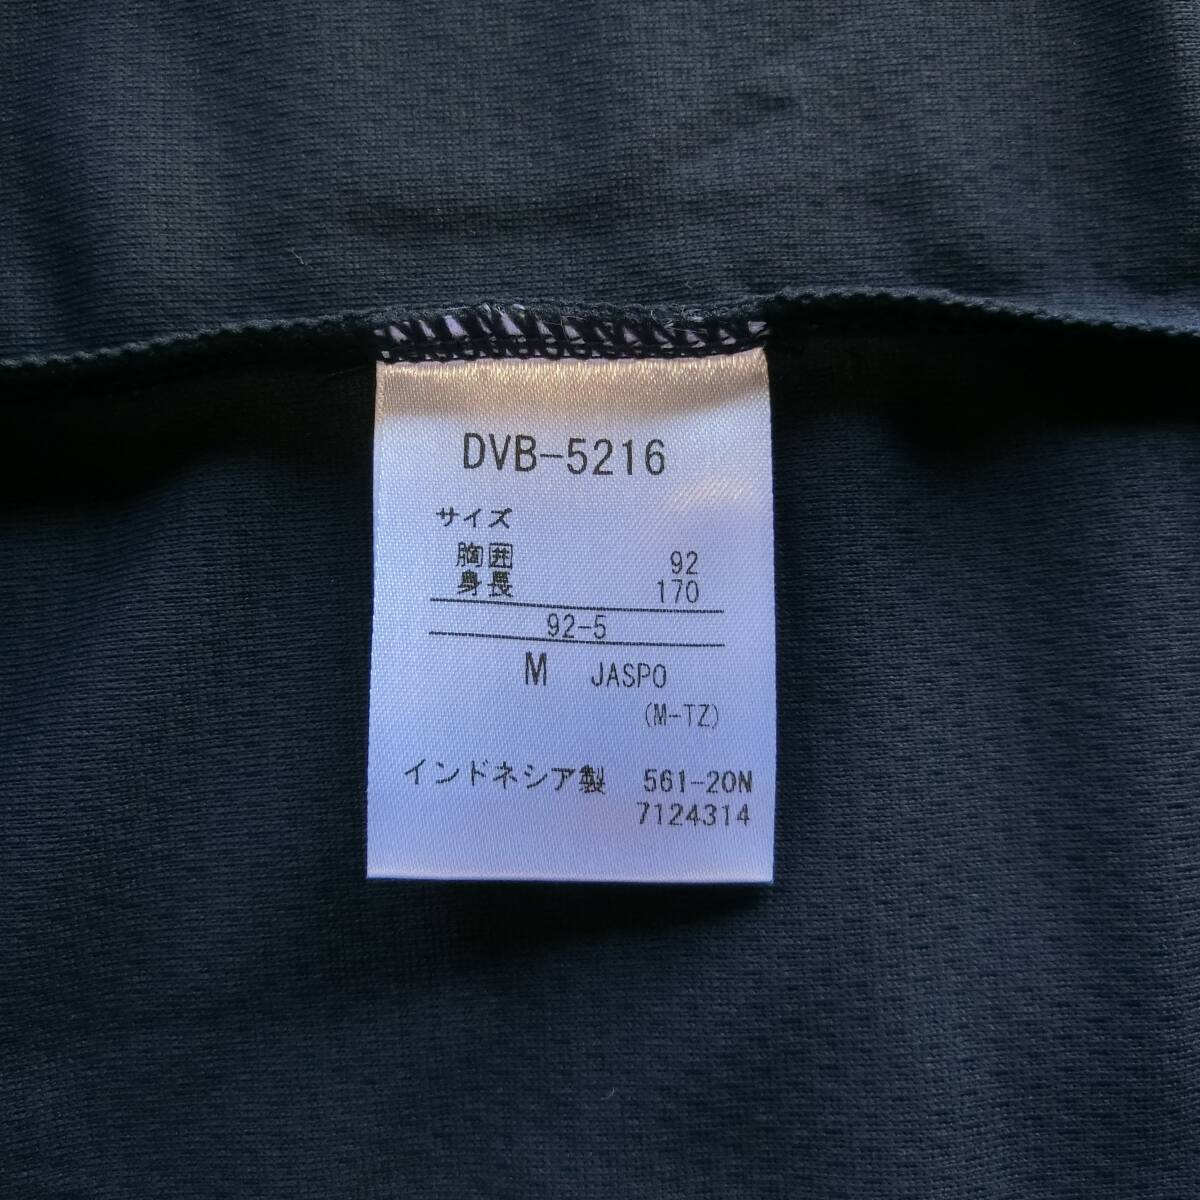 DVB-5216
サイズ
胸囲 92
身長 170
92-5
M JASPO
(M-TZ)
インドネシア製 561-20N
7124314